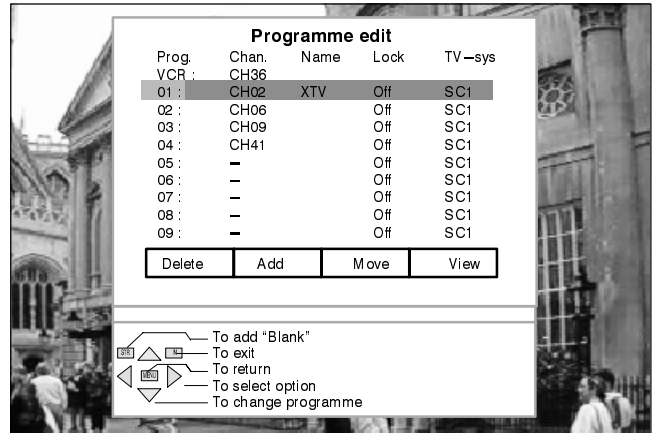 Programme edit
Prog. Chan. Name Lock TV-sys
VCR : CH36
01 : CH02 XTV Off SC1
02 : CH06 Off SC1
03 : CH09 Off SC1
04 : CH41 Off SC1
05 : – Off SC1
06 : – Off SC1
07 : – Off SC1
08 : – Off SC1
09 : – Off SC1
Delete Add Move View
To add “Blank”
STR N To exit
To return
MENU
To select option
To change programme